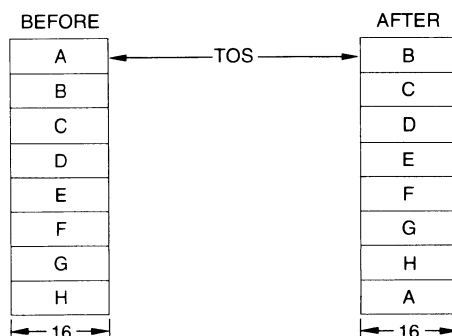 BEFORE AFTER
A TOS B
B C
C D
D E
E F
F G
G H
H A
16 16